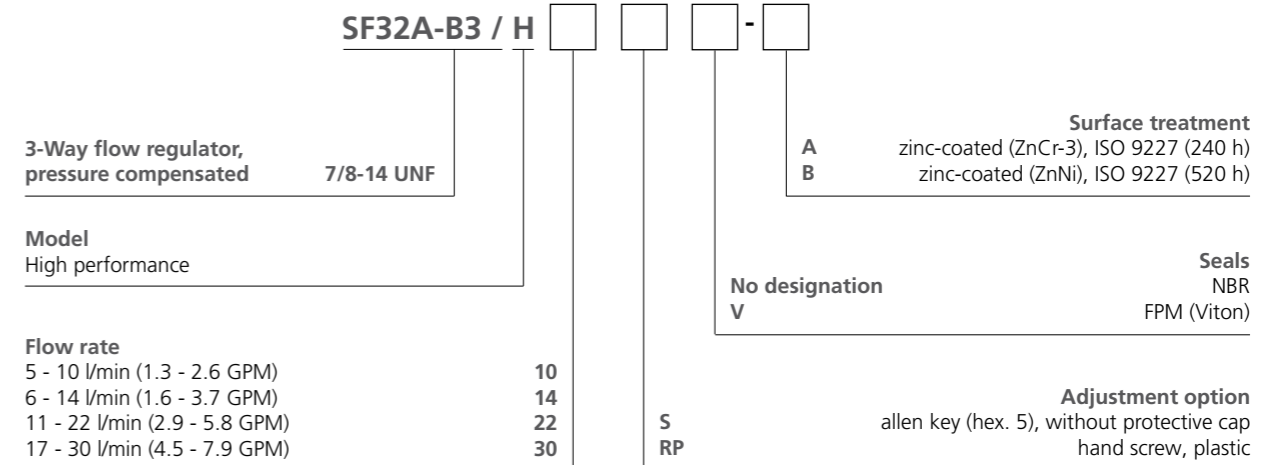 SF32A-B3 / H -
Surface treatment
A zinc-coated (ZnCr-3), ISO 9227 (240 h)
B zinc-coated (ZnNi), ISO 9227 (520 h)
3-Way flow regulator,
pressure compensated 7/8-14 UNF
Model
High performance
Seals
No designation NBR
V FPM (Viton)
Flow rate
5 - 10 l/min (1.3 - 2.6 GPM) 10
6 - 14 l/min (1.6 - 3.7 GPM) 14
11 - 22 l/min (2.9 - 5.8 GPM) 22
17 - 30 l/min (4.5 - 7.9 GPM) 30
Adjustment option
S allen key (hex. 5), without protective cap
RP hand screw, plastic